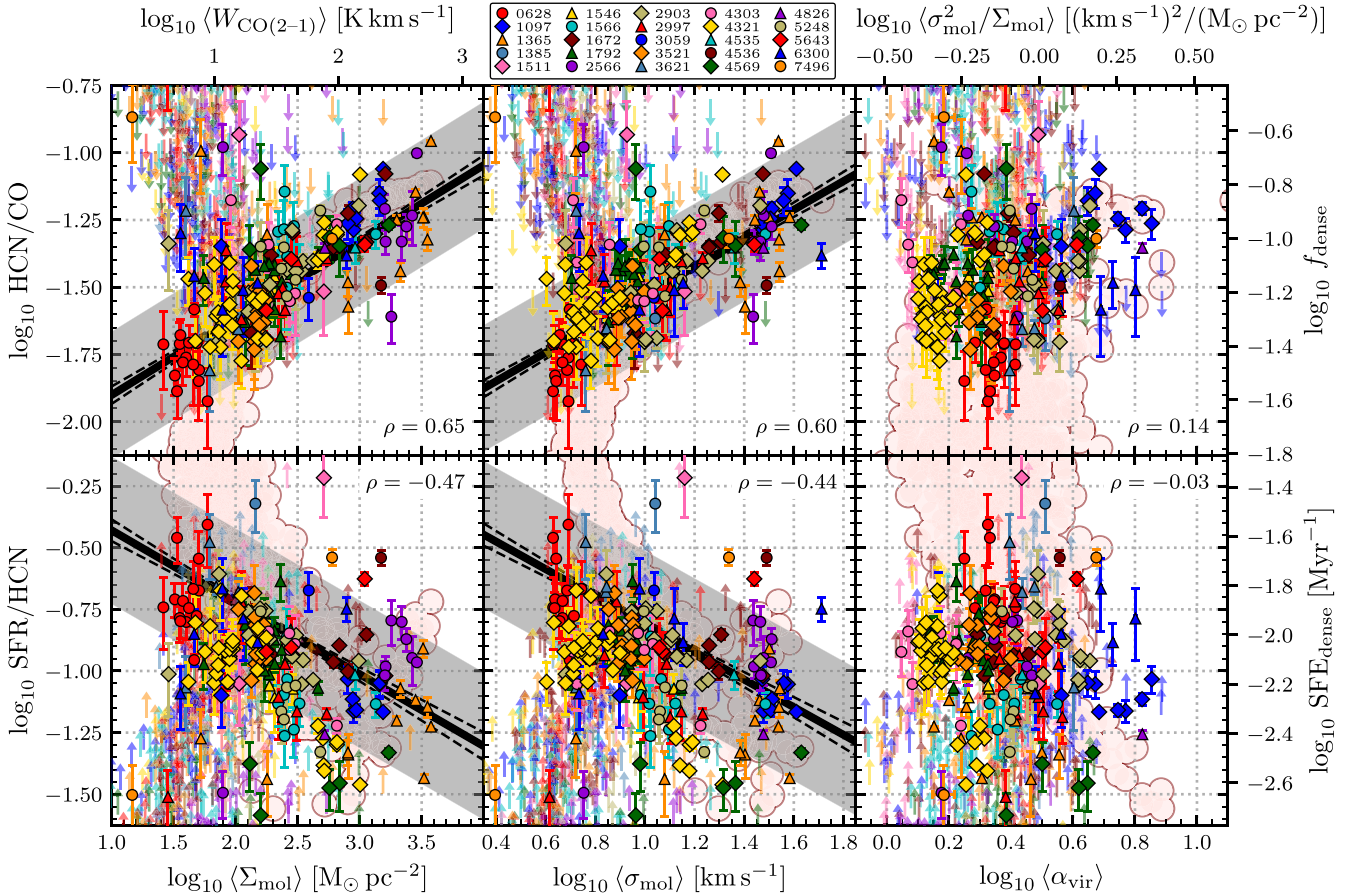 log₁₀ ⟨W_CO(2−1)⟩ [K km s⁻¹]
1 2 3
0628 1546 2903 4303 4826
1097 1566 2997 4321 5248
1365 1672 3059 4535 5643
1385 1792 3521 4536 6300
1511 2566 3621 4569 7496
log₁₀ ⟨σ²_mol/Σ_mol⟩ [(km s⁻¹)²/(M⊙ pc⁻²)]
−0.50 −0.25 0.00 0.25 0.50
log₁₀ HCN/CO
−0.75
−1.00
−1.25
−1.50
−1.75
−2.00
ρ = 0.65
ρ = 0.60
ρ = 0.14
log₁₀ f_dense
−0.6
−0.8
−1.0
−1.2
−1.4
−1.6
−1.8
log₁₀ SFR/HCN
−0.25
−0.50
−0.75
−1.00
−1.25
−1.50
ρ = −0.47
ρ = −0.44
ρ = −0.03
log₁₀ SFE_dense [Myr⁻¹]
−1.4
−1.6
−1.8
−2.0
−2.2
−2.4
−2.6
1.0 1.5 2.0 2.5 3.0 3.5
log₁₀ ⟨Σ_mol⟩ [M⊙ pc⁻²]
0.4 0.6 0.8 1.0 1.2 1.4 1.6 1.8
log₁₀ ⟨σ_mol⟩ [km s⁻¹]
0.0 0.2 0.4 0.6 0.8 1.0
log₁₀ ⟨α_vir⟩